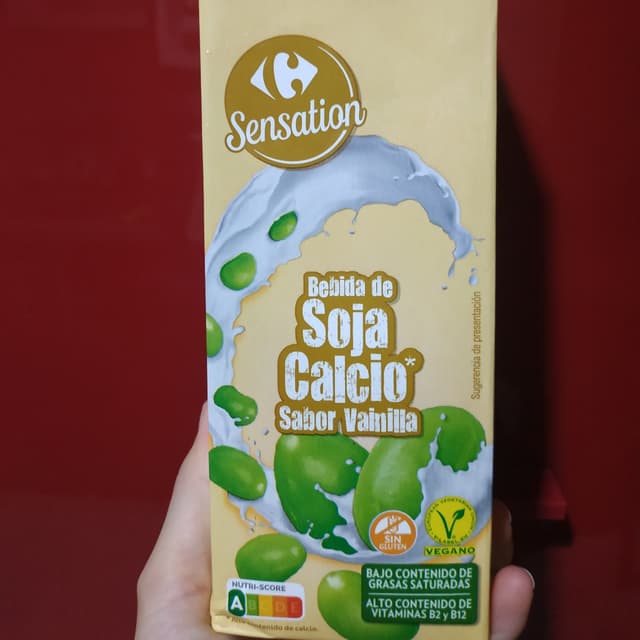 Sensation
Bebida de
Soja
Calcio*
Sabor Vainilla
Sugerencia de presentación
SIN
GLUTEN
VEGANO
NUTRI-SCORE
A B C D E
BAJO CONTENIDO DE
GRASAS SATURADAS
ALTO CONTENIDO DE
VITAMINAS B2 y B12
* Alto contenido de calcio.